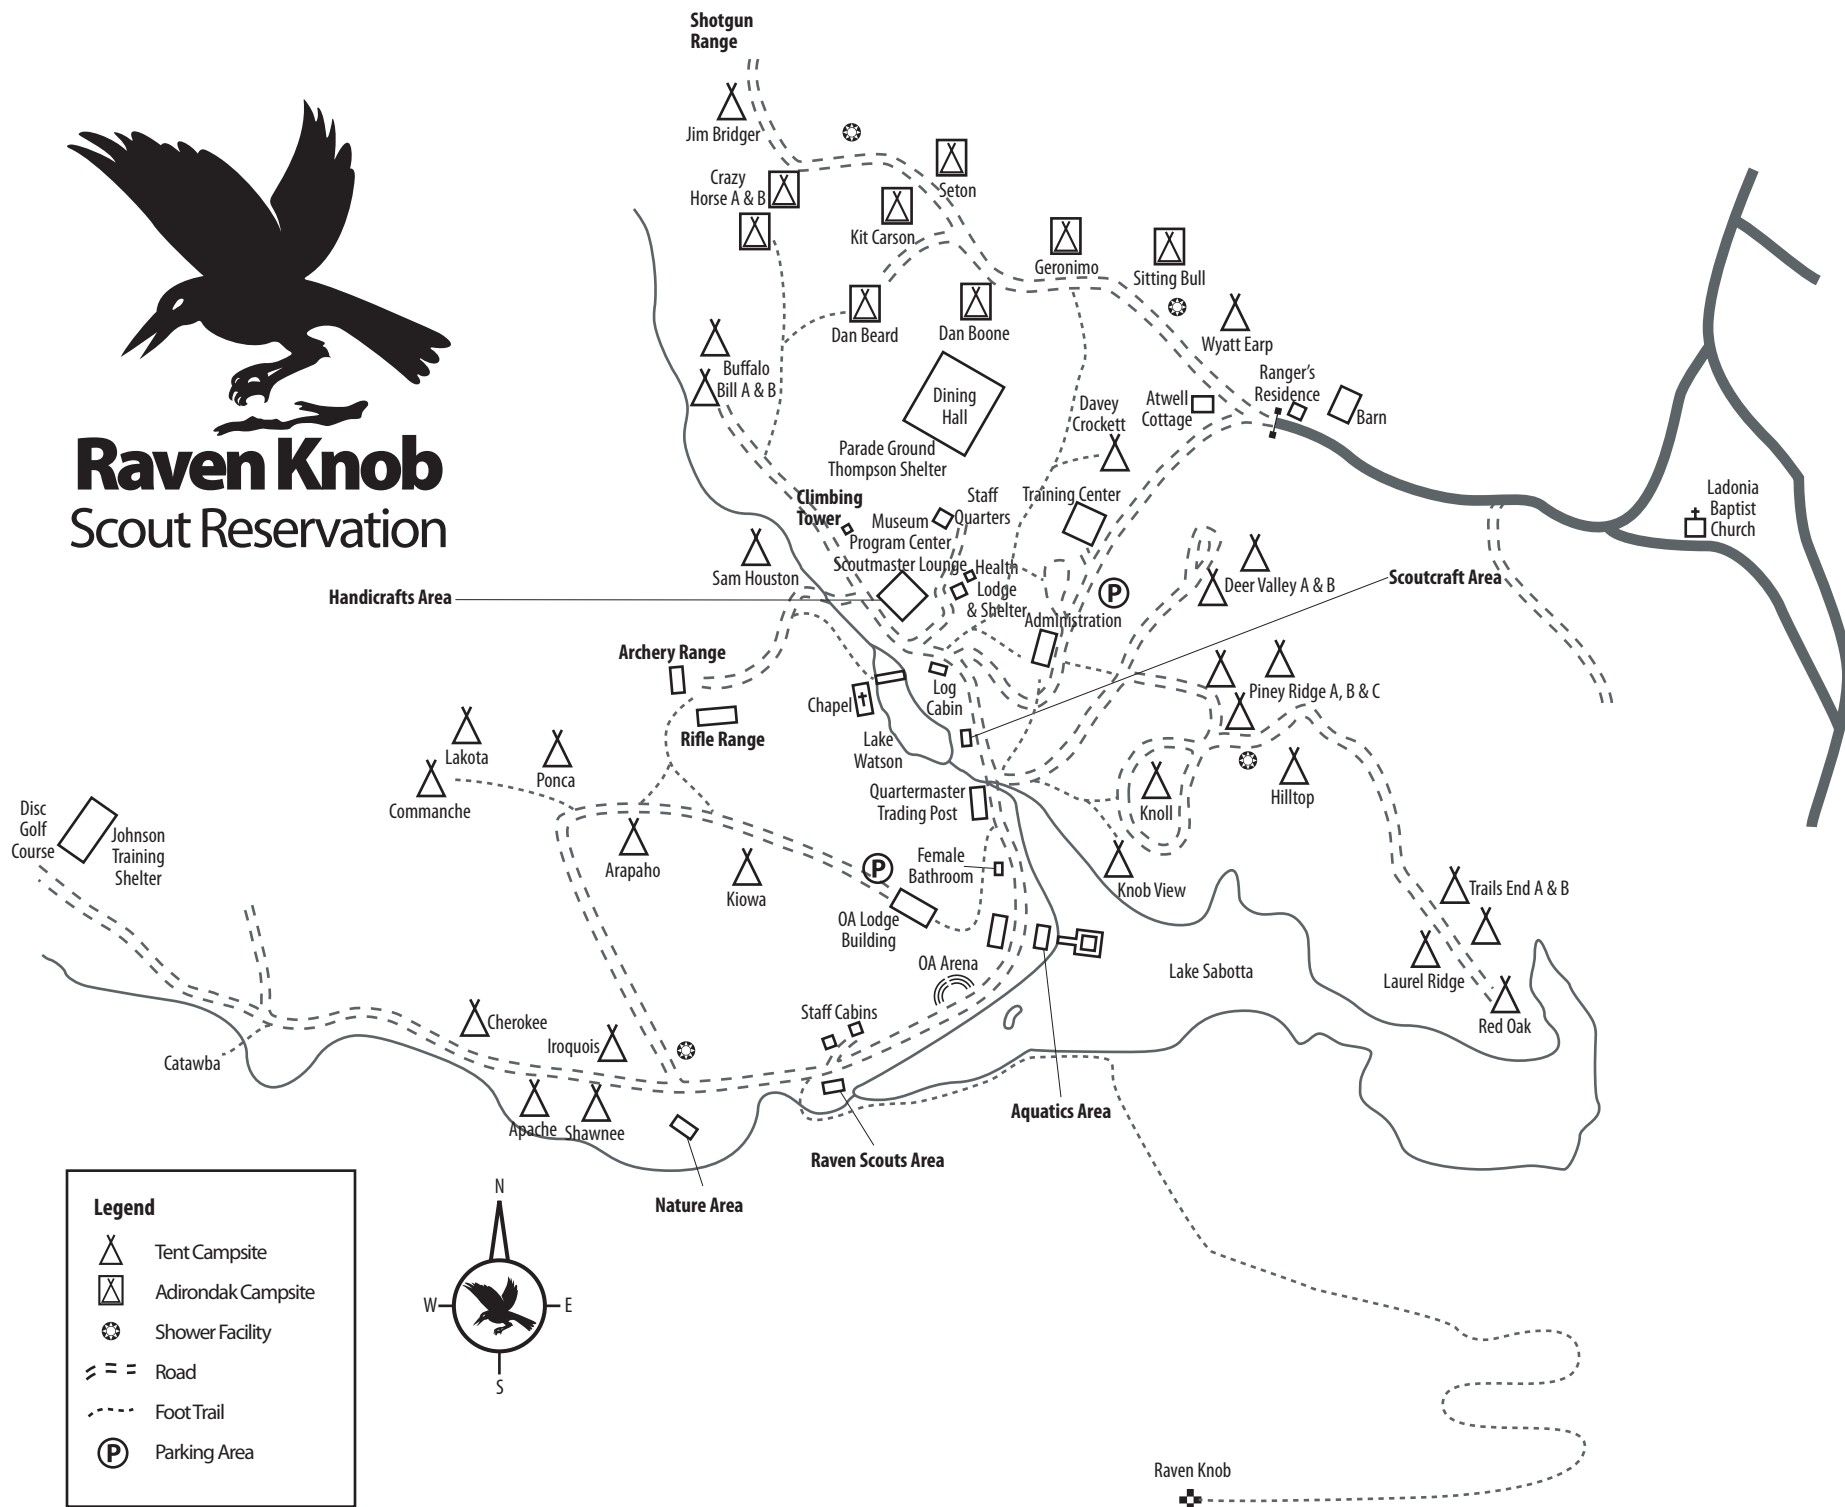 Shotgun
Range
Jim Bridger
Crazy
Horse A & B
Seton
Kit Carson
Geronimo
Sitting Bull
Dan Beard
Dan Boone
Wyatt Earp
Buffalo
Bill A & B
Ranger's
Residence
Barn
Dining
Hall
Davey
Crockett
Atwell
Cottage
Raven Knob
Scout Reservation
Parade Ground
Thompson Shelter
Climbing
Tower
Staff
Quarters
Training Center
Museum
Program Center
Scoutmaster Lounge
Ladonia
Baptist
Church
Sam Houston
Health
Lodge
& Shelter
P
Deer Valley A & B
Scoutcraft Area
Handicrafts Area
Administration
Archery Range
Rifle Range
Chapel
Log
Cabin
Piney Ridge A, B & C
Lake
Watson
Lakota
Ponca
Commanche
Quartermaster
Trading Post
Knoll
Hilltop
Disc
Golf
Course
Johnson
Training
Shelter
Arapaho
Kiowa
P
Female
Bathroom
Knob View
Trails End A & B
OA Lodge
Building
OA Arena
Lake Sabotta
Laurel Ridge
Red Oak
Staff Cabins
Cherokee
Iroquois
Catawba
Apache
Shawnee
Aquatics Area
Raven Scouts Area
Nature Area
Legend
Tent Campsite
Adirondak Campsite
Shower Facility
Road
Foot Trail
P
Parking Area
N
W
E
S
Raven Knob